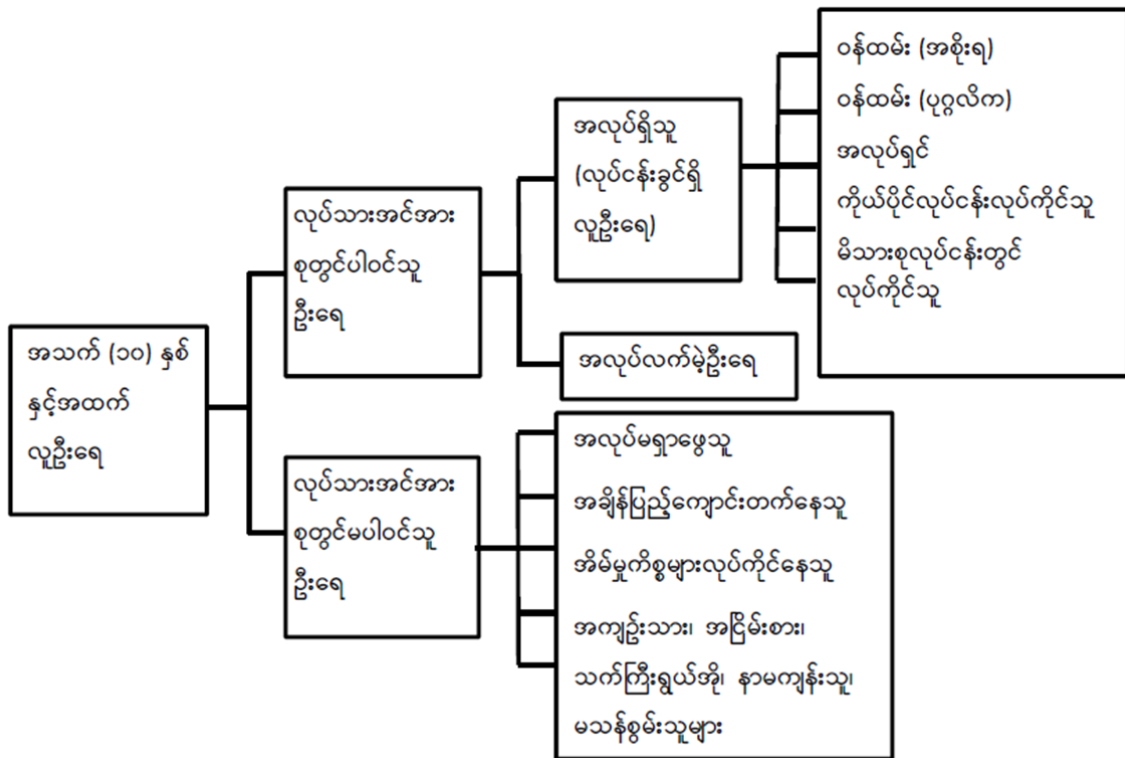 အသက် (၁၀) နှစ်
နှင့်အထက်
လူဦးရေ
လုပ်သားအင်အား
စုတွင်ပါဝင်သူ
ဦးရေ
လုပ်သားအင်အား
စုတွင်မပါဝင်သူ
ဦးရေ
အလုပ်ရှိသူ
(လုပ်ငန်းခွင်ရှိ
လူဦးရေ)
အလုပ်လက်မဲ့ဦးရေ
ဝန်ထမ်း (အစိုးရ)
ဝန်ထမ်း (ပုဂ္ဂလိက)
အလုပ်ရှင်
ကိုယ်ပိုင်လုပ်ငန်းလုပ်ကိုင်သူ
မိသားစုလုပ်ငန်းတွင်
လုပ်ကိုင်သူ
အလုပ်မရှာဖွေသူ
အချိန်ပြည့်ကျောင်းတက်နေသူ
အိမ်မှုကိစ္စများလုပ်ကိုင်နေသူ
အကျဉ်းသား၊ အငြိမ်းစား၊
သက်ကြီးရွယ်အို၊ နာမကျန်းသူ၊
မသန်စွမ်းသူများ